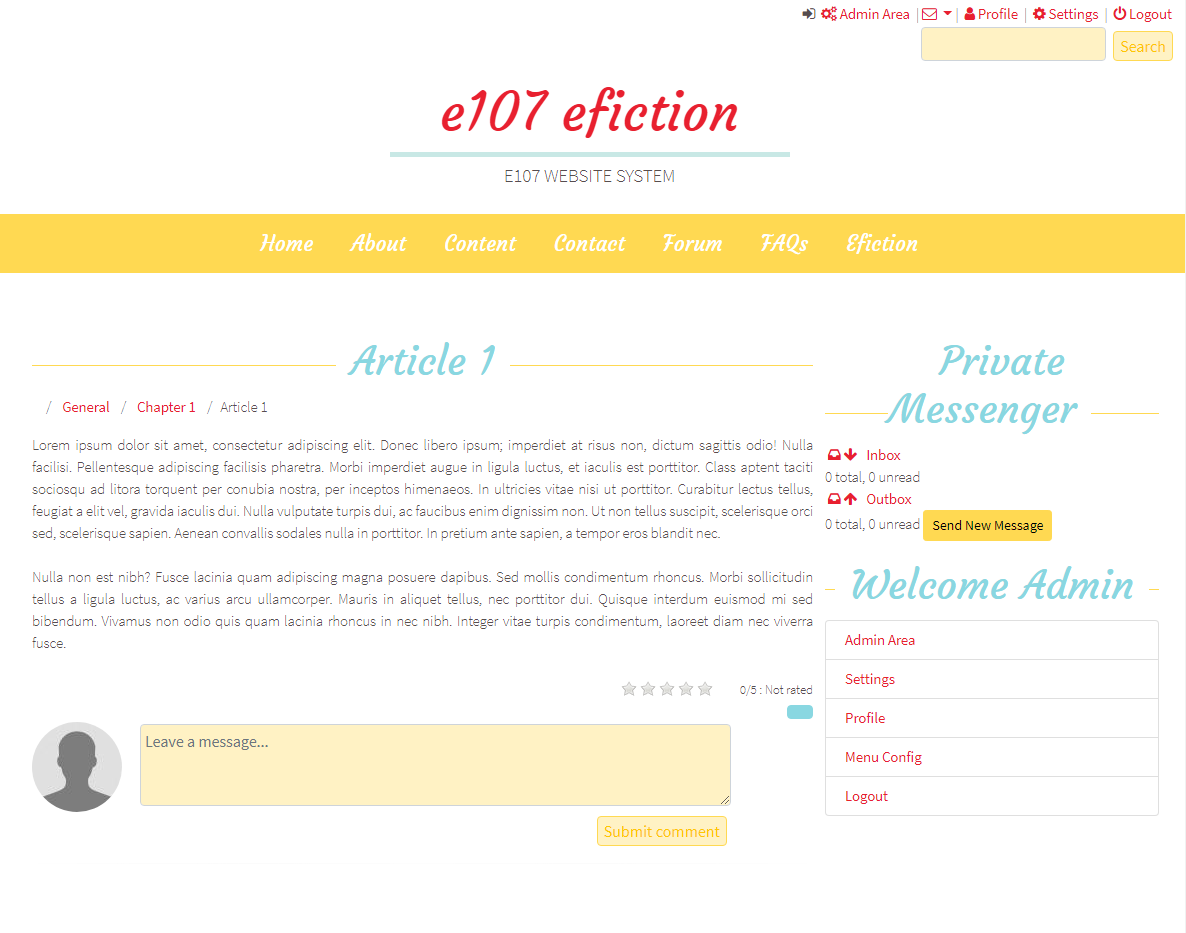 Admin Area | | Profile | Settings | Logout
Search
e107 efiction
E107 WEBSITE SYSTEM
Home About Content Contact Forum FAQs Efiction
Article 1
/ General / Chapter 1 / Article 1
Lorem ipsum dolor sit amet, consectetur adipiscing elit. Donec libero ipsum; imperdiet at risus non, dictum sagittis odio! Nulla
facilisi. Pellentesque adipiscing facilisis pharetra. Morbi imperdiet augue in ligula luctus, et iaculis est porttitor. Class aptent taciti
sociosqu ad litora torquent per conubia nostra, per inceptos himenaeos. In ultricies vitae nisi ut porttitor. Curabitur lectus tellus,
feugiat a elit vel, gravida iaculis dui. Nulla vulputate turpis dui, ac faucibus enim dignissim non. Ut non tellus suscipit, scelerisque orci
sed, scelerisque sapien. Aenean convallis sodales nulla in porttitor. In pretium ante sapien, a tempor eros blandit nec.
Nulla non est nibh? Fusce lacinia quam adipiscing magna posuere dapibus. Sed mollis condimentum rhoncus. Morbi sollicitudin
tellus a ligula luctus, ac varius arcu ullamcorper. Mauris in aliquet tellus, nec porttitor dui. Quisque interdum euismod mi sed
bibendum. Vivamus non odio quis quam lacinia rhoncus in nec nibh. Integer vitae turpis condimentum, laoreet diam nec viverra
fusce.
0/5 : Not rated
Leave a message...
Submit comment
Private
Messenger
Inbox
0 total, 0 unread
Outbox
0 total, 0 unread Send New Message
Welcome Admin
Admin Area
Settings
Profile
Menu Config
Logout